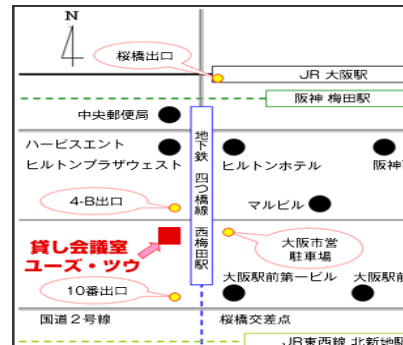 N
桜橋出口
JR 大阪駅
阪神 梅田駅
中央郵便局
ハービスエント
ヒルトンプラザウェスト
地下鉄 四つ橋線 西梅田駅
ヒルトンホテル
阪神
4-B出口
マルビル
貸し会議室
ユーズ・ツウ
大阪市営
駐車場
10番出口
大阪駅前第一ビル
大阪駅前
国道2号線
桜橋交差点
JR東西線 北新地駅